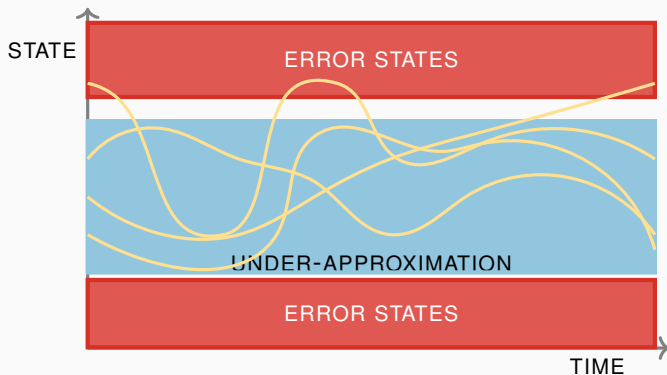 STATE
ERROR STATES
UNDER-APPROXIMATION
ERROR STATES
TIME